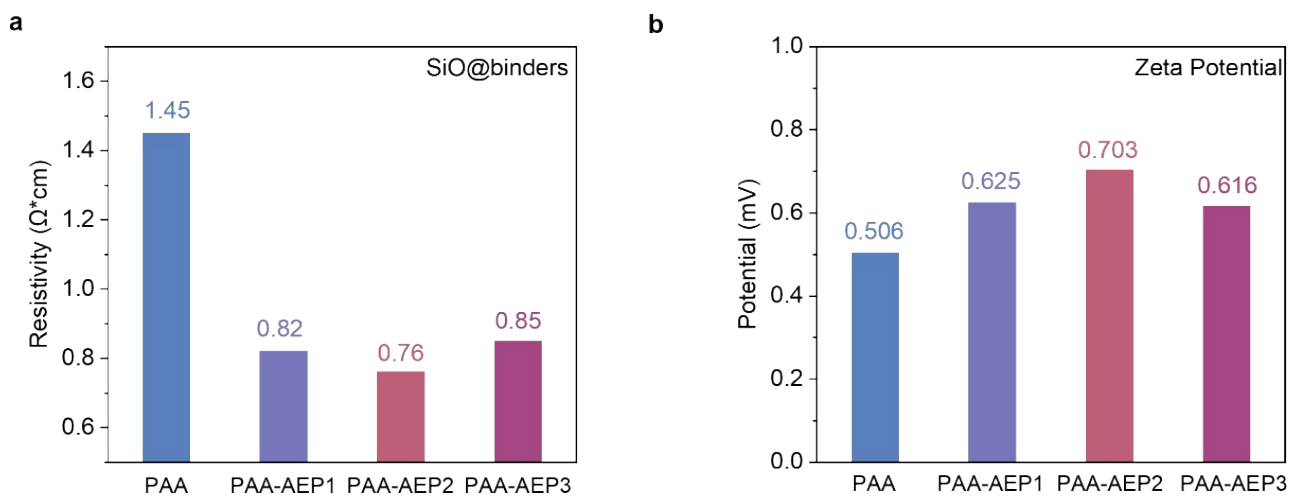 a
SiO@binders
Resistivity (Ω*cm)
1.6
1.4
1.2
1.0
0.8
0.6
1.45
0.82
0.76
0.85
PAA PAA-AEP1 PAA-AEP2 PAA-AEP3
b
Zeta Potential
Potential (mV)
1.0
0.8
0.6
0.4
0.2
0.0
0.506
0.625
0.703
0.616
PAA PAA-AEP1 PAA-AEP2 PAA-AEP3